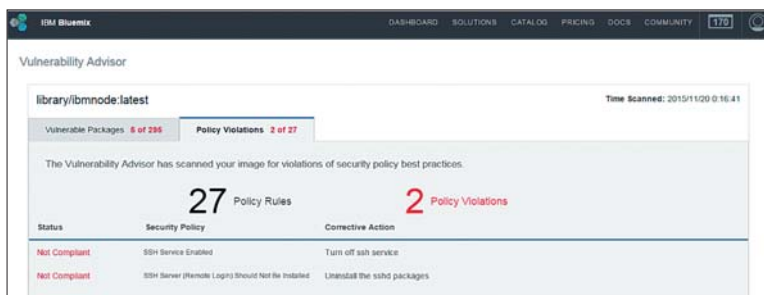 IBM Bluemix DASHBOARD SOLUTIONS CATALOG PRICING DOCS COMMUNITY 170
Vulnerability Advisor
library/ibmnode:latest Time Scanned: 2015/11/20 0:16:41
Vulnerable Packages 5 of 295 Policy Violations 2 of 27
The Vulnerability Advisor has scanned your image for violations of security policy best practices.
27 Policy Rules 2 Policy Violations
Status Security Policy Corrective Action
Not Compliant SSH Service Enabled Turn off ssh service
Not Compliant SSH Server (Remote Login) Should Not Be Installed Uninstall the sshd packages